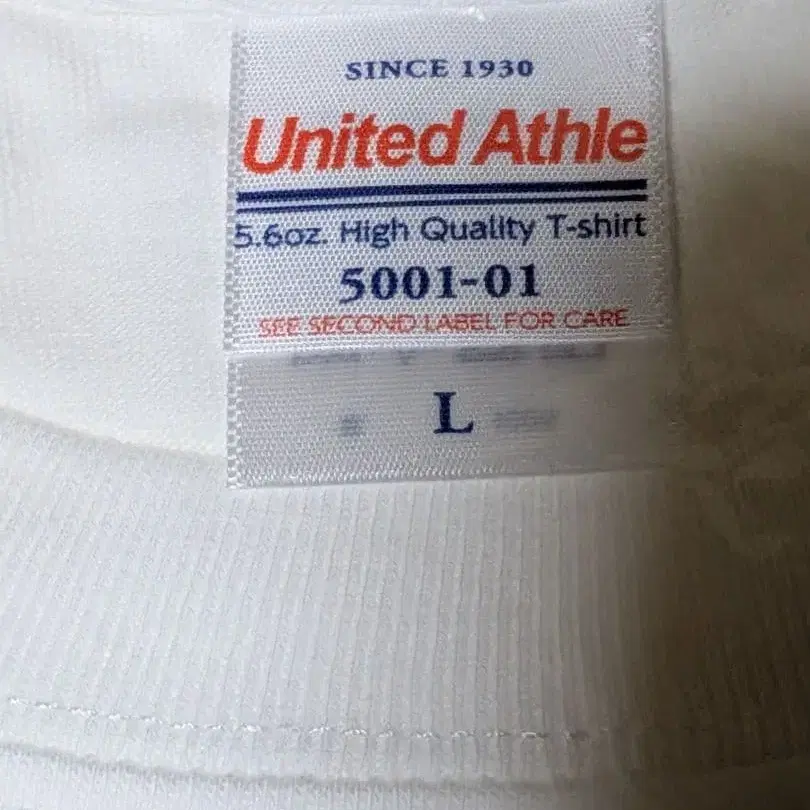 SINCE 1930
United Athle
5.6oz. High Quality T-shirt
5001-01
SEE SECOND LABEL FOR CARE
L